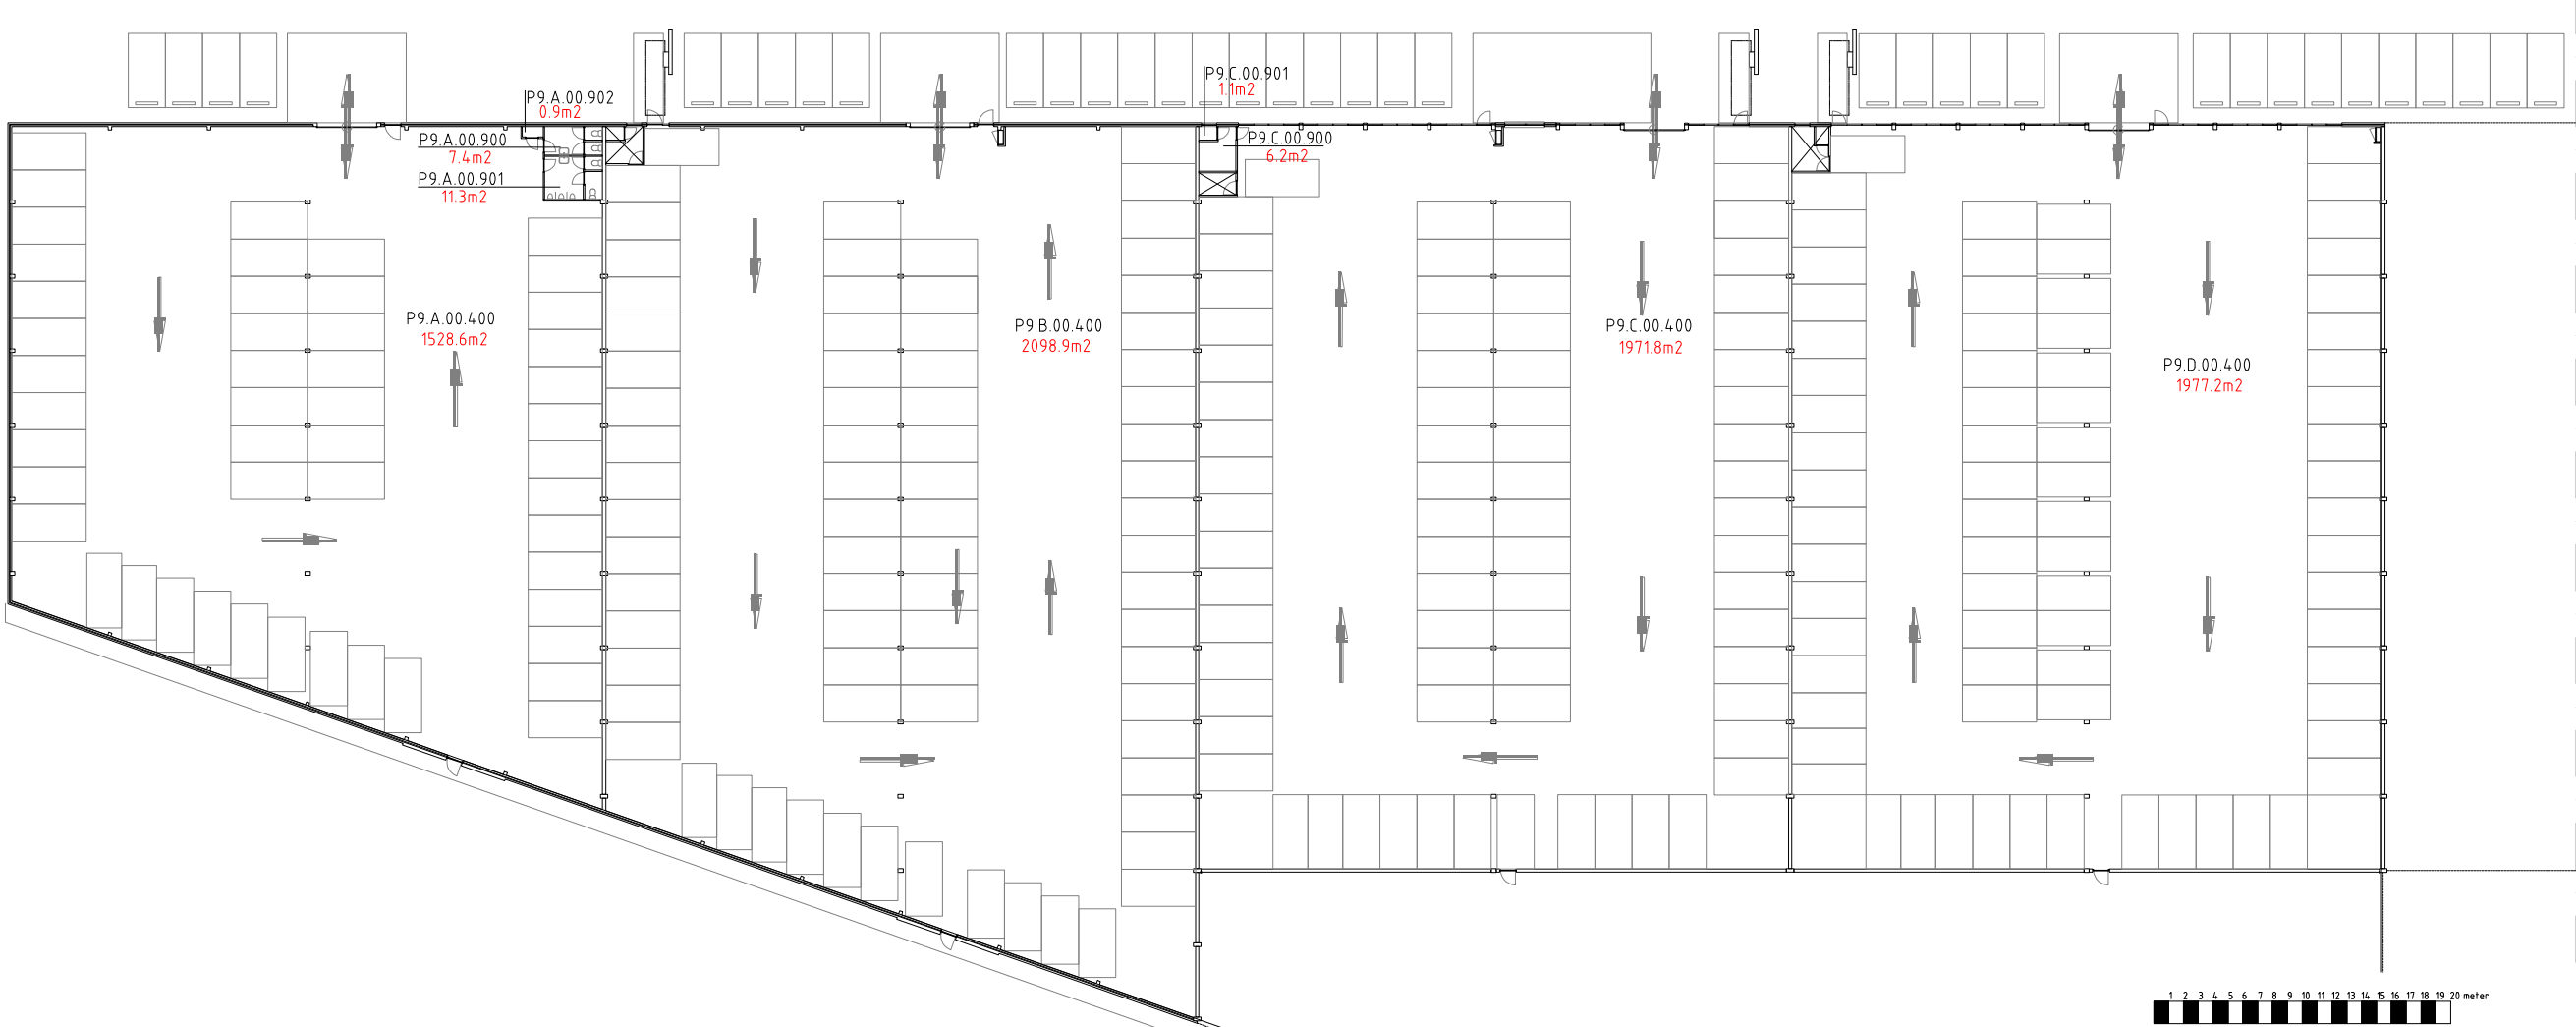 P9.C.00.901
1.1m2
P9.A.00.902
0.9m2
P9.A.00.900
7.4m2
P9.C.00.900
6.2m2
P9.A.00.901
11.3m2
P9.A.00.400
1528.6m2
P9.B.00.400
2098.9m2
P9.C.00.400
1971.8m2
P9.D.00.400
1977.2m2
1 2 3 4 5 6 7 8 9 10 11 12 13 14 15 16 17 18 19 20 meter